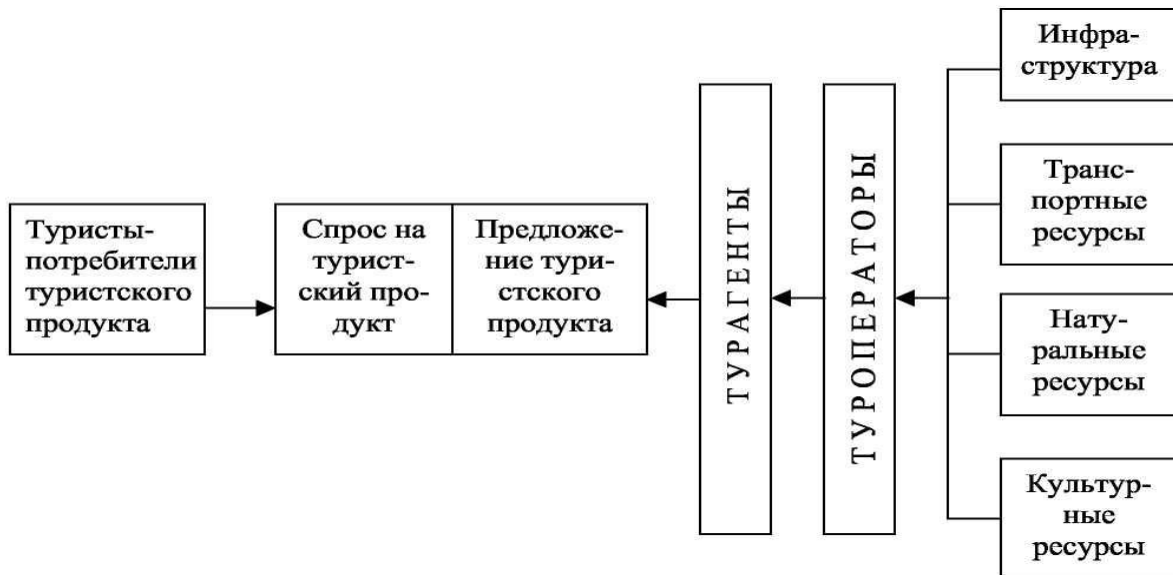 Туристы-
потребители
туристского
продукта
Спрос на
турист-
ский про-
дукт
Предложе-
ние тури-
стского
продукта
ТУРАГЕНТЫ
ТУРОПЕРАТОРЫ
Инфра-
структура
Транс-
портные
ресурсы
Нату-
ральные
ресурсы
Культур-
ные
ресурсы